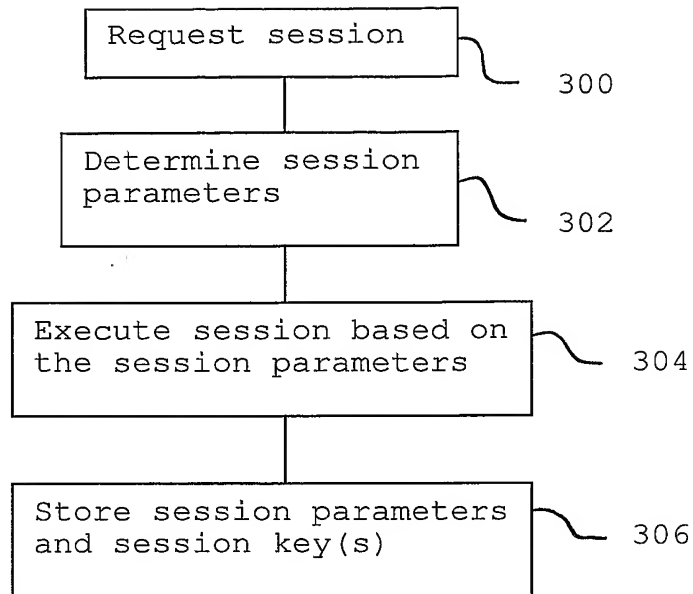 Request session
300
Determine session
parameters
302
Execute session based on
the session parameters
304
Store session parameters
and session key(s)
306